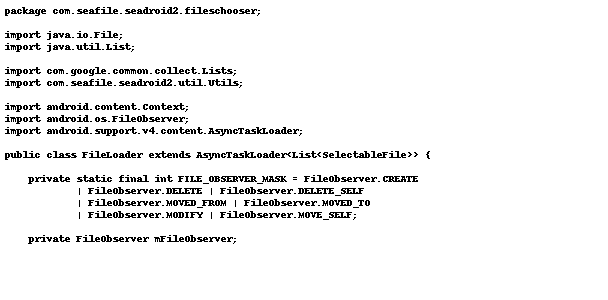 package com.seafile.seadroid2.fileschooser;

import java.io.File;
import java.util.List;

import com.google.common.collect.Lists;
import com.seafile.seadroid2.util.Utils;

import android.content.Context;
import android.os.FileObserver;
import android.support.v4.content.AsyncTaskLoader;

public class FileLoader extends AsyncTaskLoader<List<SelectableFile>> {

    private static final int FILE_OBSERVER_MASK = FileObserver.CREATE
            | FileObserver.DELETE | FileObserver.DELETE_SELF
            | FileObserver.MOVED_FROM | FileObserver.MOVED_TO
            | FileObserver.MODIFY | FileObserver.MOVE_SELF;

    private FileObserver mFileObserver;